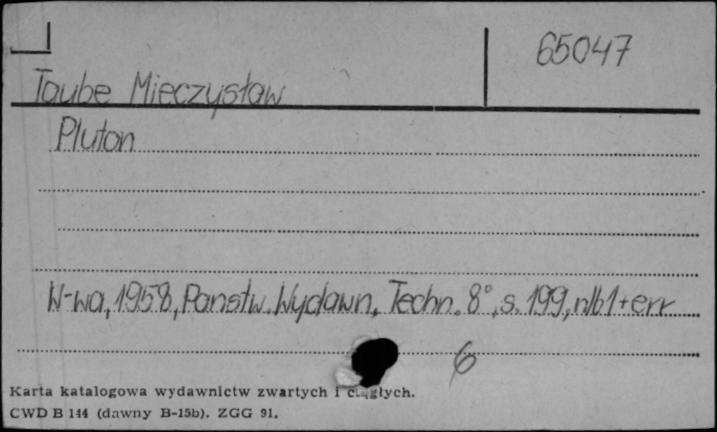 65047
Taube Mieczysław
Pluton
W-wa, 1958, Panstw. Wydawn. Techn. 8°, s. 199, nlb1+err
6
Karta katalogowa wydawnictw zwartych i ciągłych.
CWD B 144 (dawny B-15b). ZGG 91.